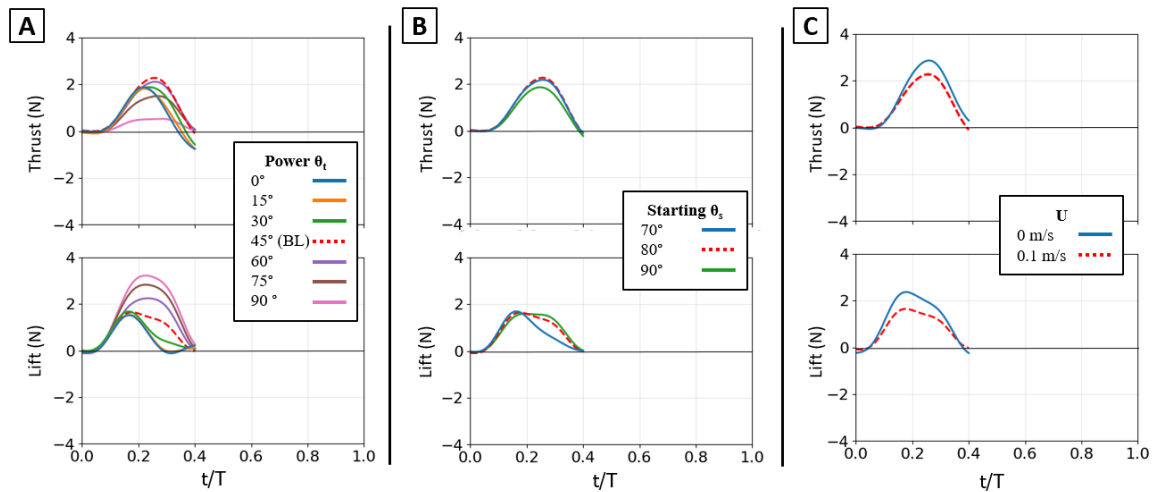 A
4
2
0
−2
−4
Thrust (N)
Power θt
0°
15°
30°
45° (BL)
60°
75°
90 °
4
2
0
−2
−4
Lift (N)
0.0 0.2 0.4 0.6 0.8 1.0
t/T
B
4
2
0
−2
−4
Thrust (N)
Starting θs
70°
80°
90°
4
2
0
−2
−4
Lift (N)
0.0 0.2 0.4 0.6 0.8 1.0
t/T
C
4
2
0
−2
−4
Thrust (N)
U
0 m/s
0.1 m/s
4
2
0
−2
−4
Lift (N)
0.0 0.2 0.4 0.6 0.8 1.0
t/T